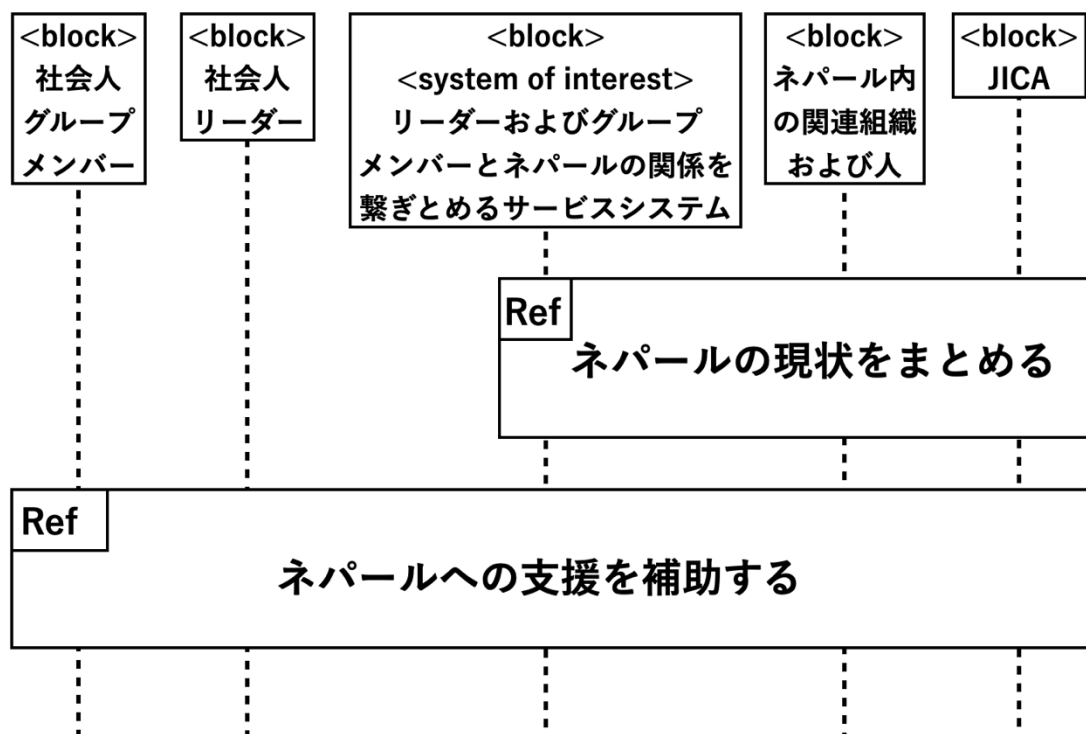 <block>
社会人
グループ
メンバー
<block>
社会人
リーダー
<block>
<system of interest>
リーダーおよびグループ
メンバーとネパールの関係を
繋ぎとめるサービスシステム
<block>
ネパール内
の関連組織
および人
<block>
JICA
Ref
ネパールの現状をまとめる
Ref
ネパールへの支援を補助する